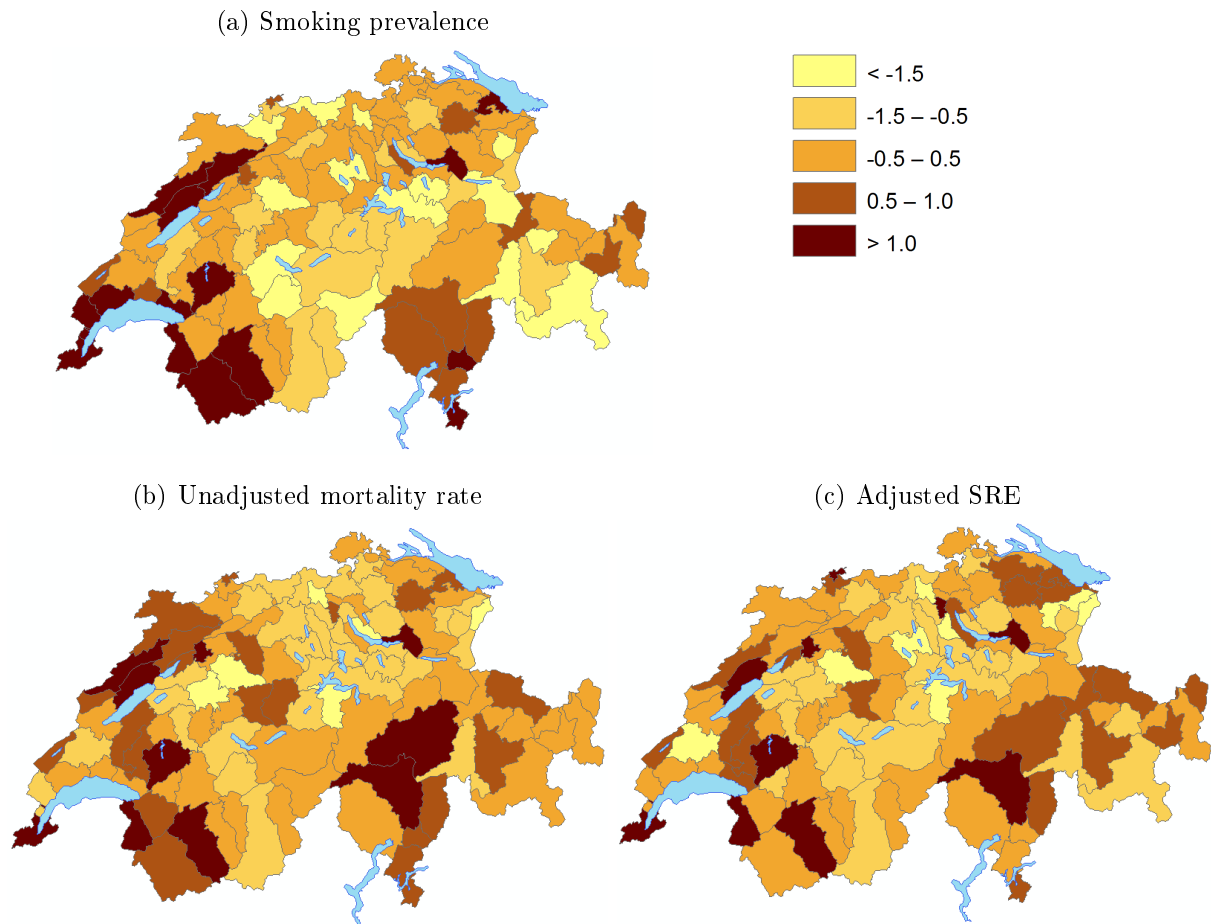 (a) Smoking prevalence
< -1.5
-1.5 – -0.5
-0.5 – 0.5
0.5 – 1.0
> 1.0
(b) Unadjusted mortality rate
(c) Adjusted SRE